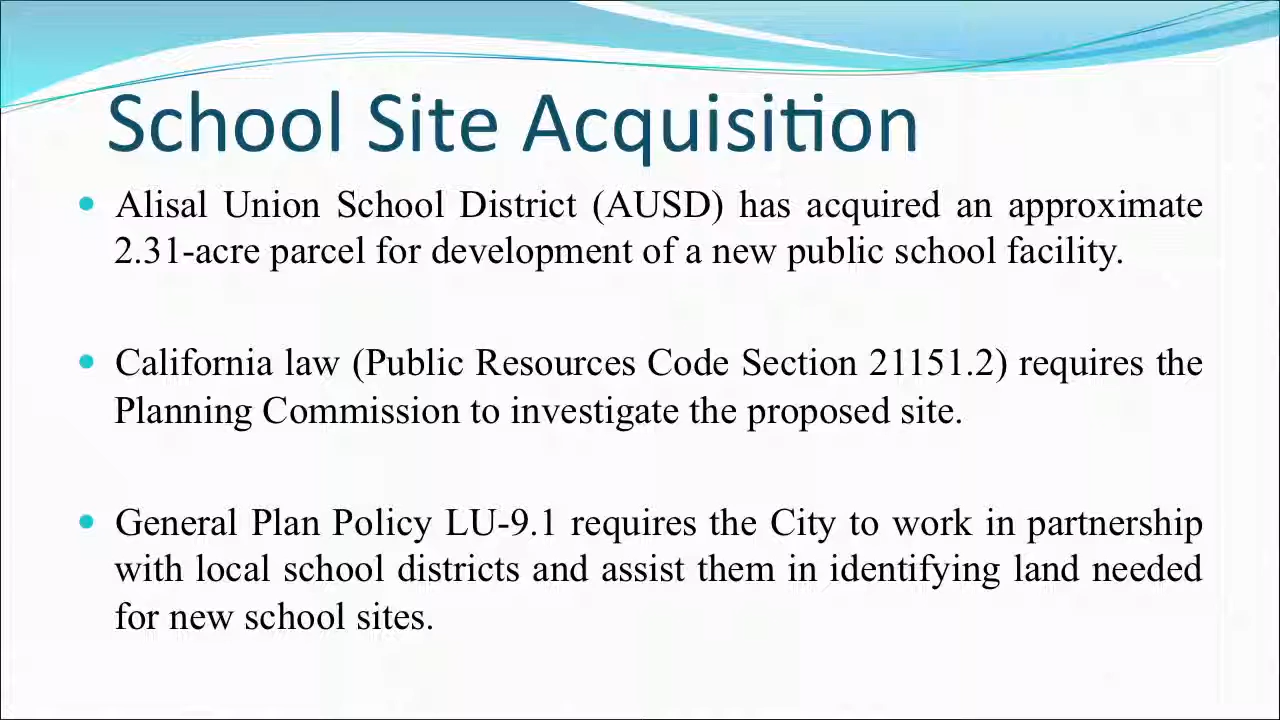 School Site Acquisition
• Alisal Union School District (AUSD) has acquired an approximate
2.31-acre parcel for development of a new public school facility.
• California law (Public Resources Code Section 21151.2) requires the
Planning Commission to investigate the proposed site.
• General Plan Policy LU-9.1 requires the City to work in partnership
with local school districts and assist them in identifying land needed
for new school sites.